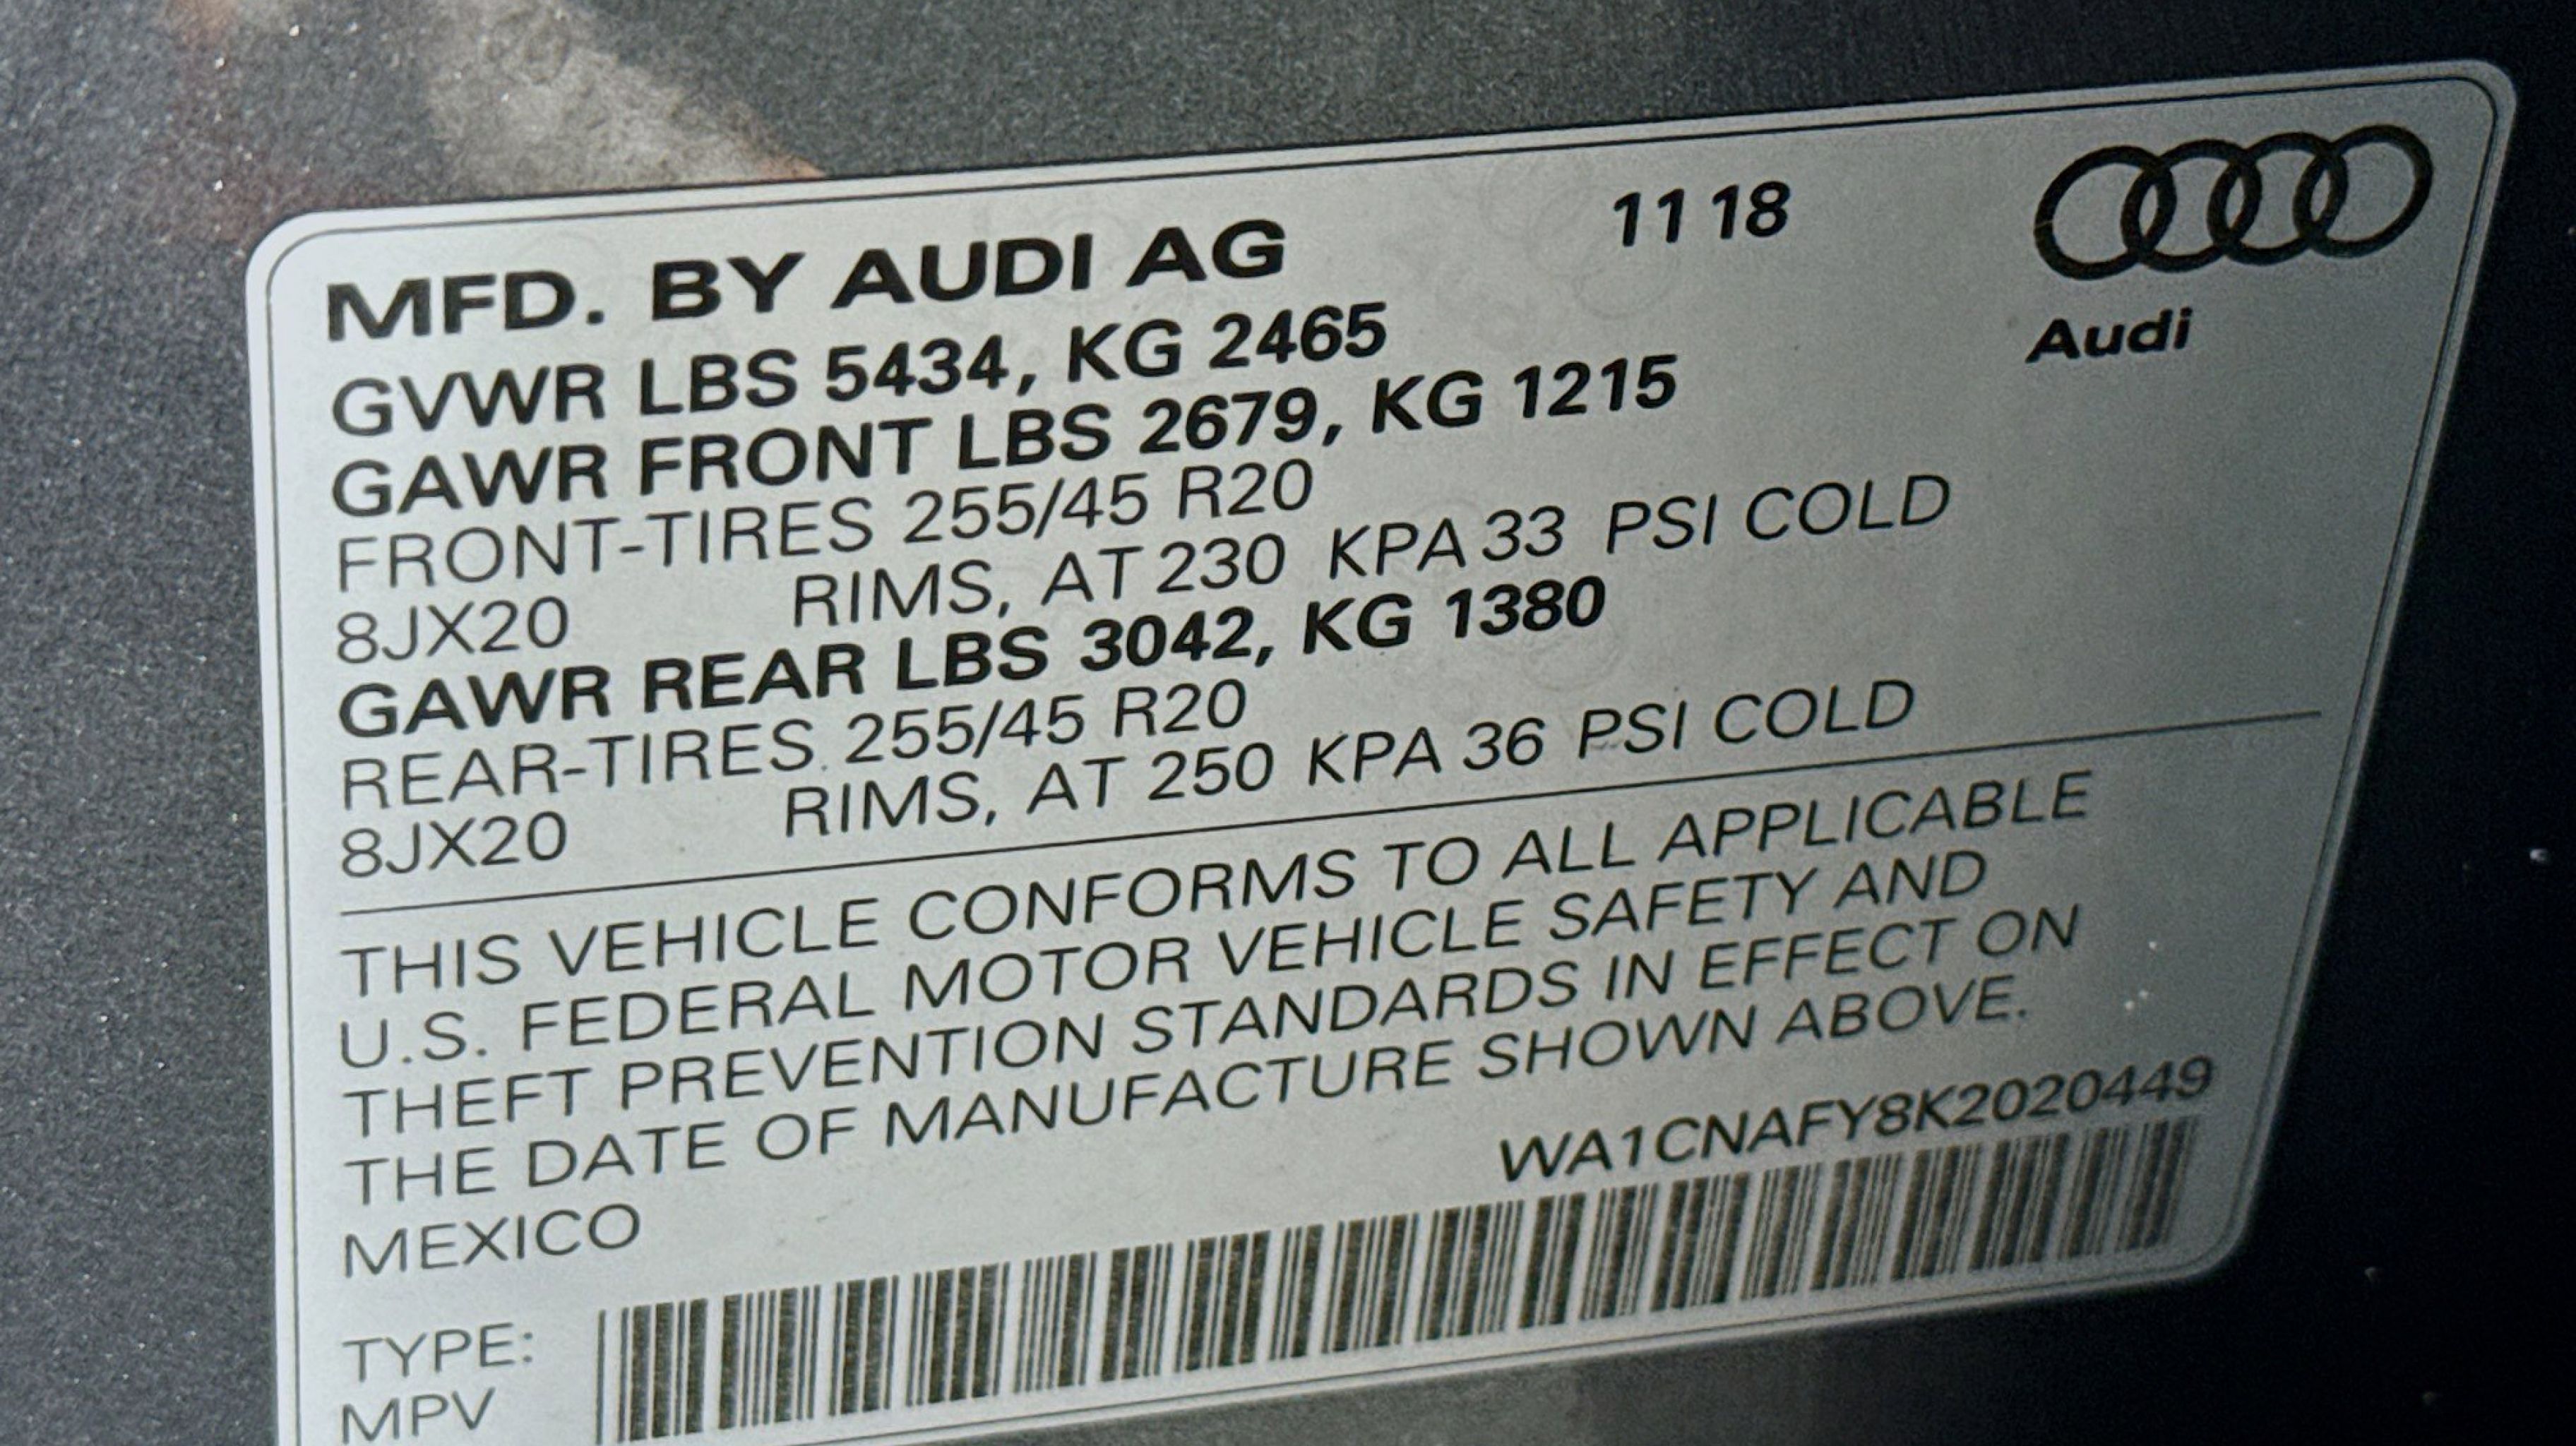 MFD. BY AUDI AG 11 18
Audi
GVWR LBS 5434, KG 2465
GAWR FRONT LBS 2679, KG 1215
FRONT-TIRES 255/45 R20
8JX20 RIMS, AT 230 KPA 33 PSI COLD
GAWR REAR LBS 3042, KG 1380
REAR-TIRES 255/45 R20
8JX20 RIMS, AT 250 KPA 36 PSI COLD
THIS VEHICLE CONFORMS TO ALL APPLICABLE
U.S. FEDERAL MOTOR VEHICLE SAFETY AND
THEFT PREVENTION STANDARDS IN EFFECT ON
THE DATE OF MANUFACTURE SHOWN ABOVE.
MEXICO WA1CNAFY8K2020449
TYPE:
MPV